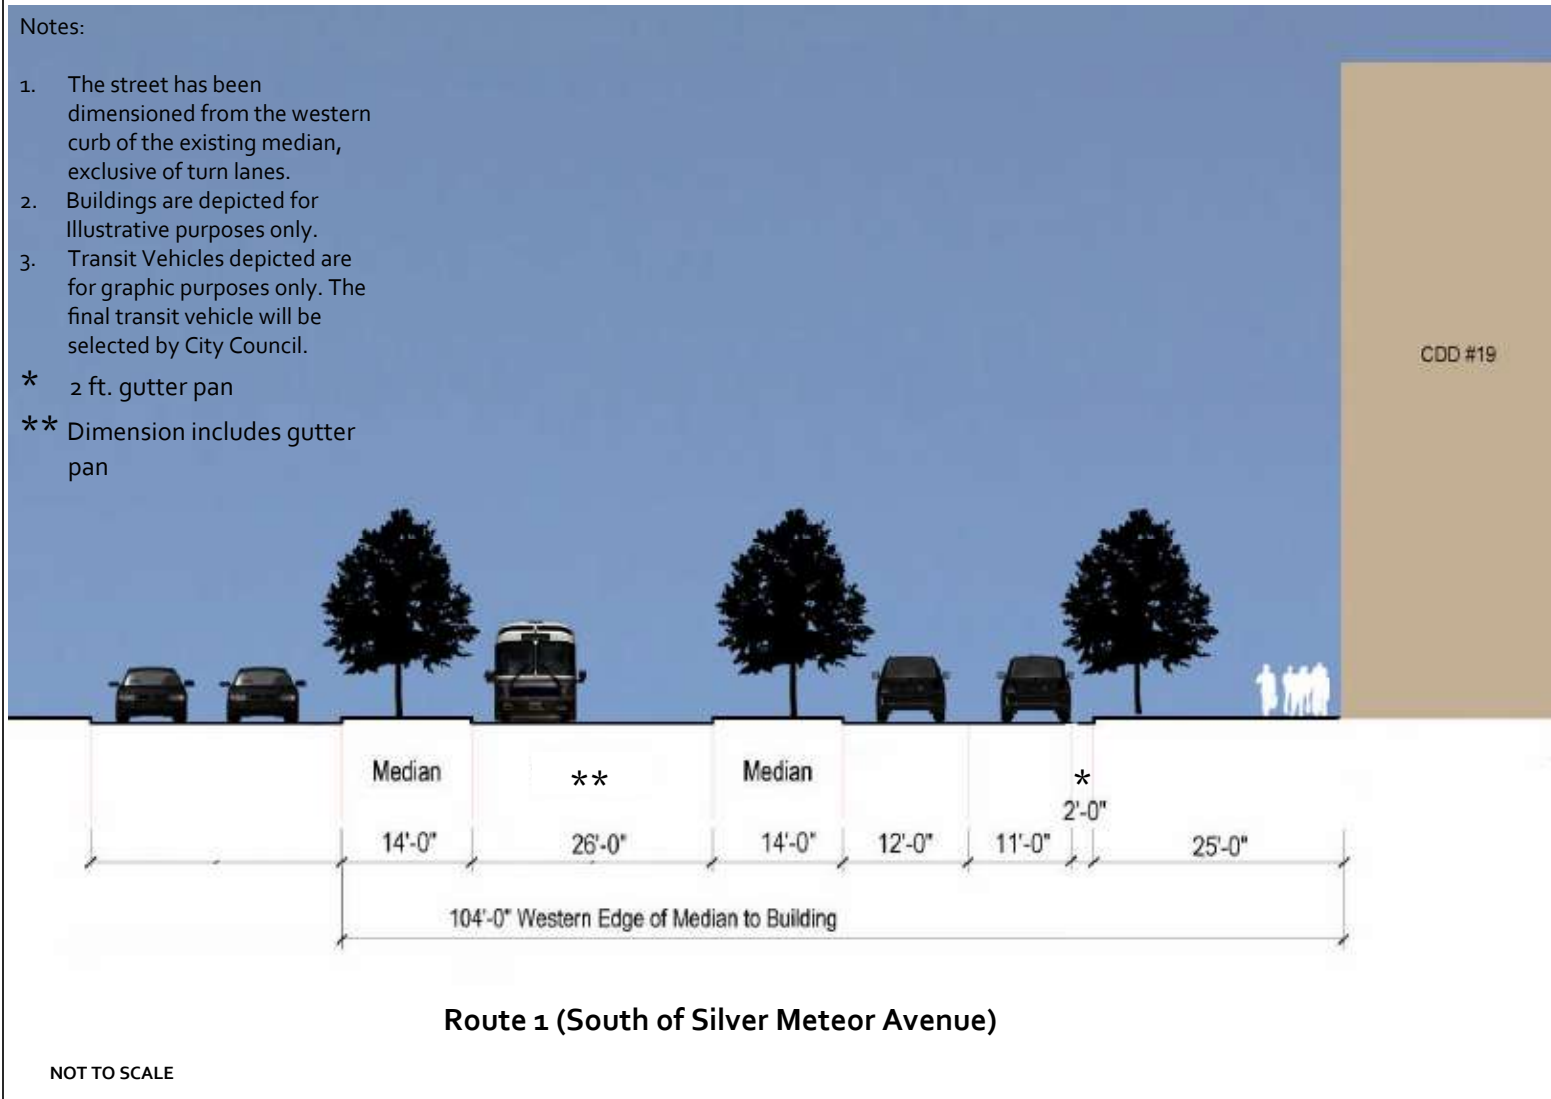 Notes:
1. The street has been
dimensioned from the western
curb of the existing median,
exclusive of turn lanes.
2. Buildings are depicted for
Illustrative purposes only.
3. Transit Vehicles depicted are
for graphic purposes only. The
final transit vehicle will be
selected by City Council.
* 2 ft. gutter pan
** Dimension includes gutter
pan
CDD #19
Median
**
Median
*
2'-0"
14'-0"
26'-0"
14'-0"
12'-0"
11'-0"
25'-0"
104'-0" Western Edge of Median to Building
Route 1 (South of Silver Meteor Avenue)
NOT TO SCALE